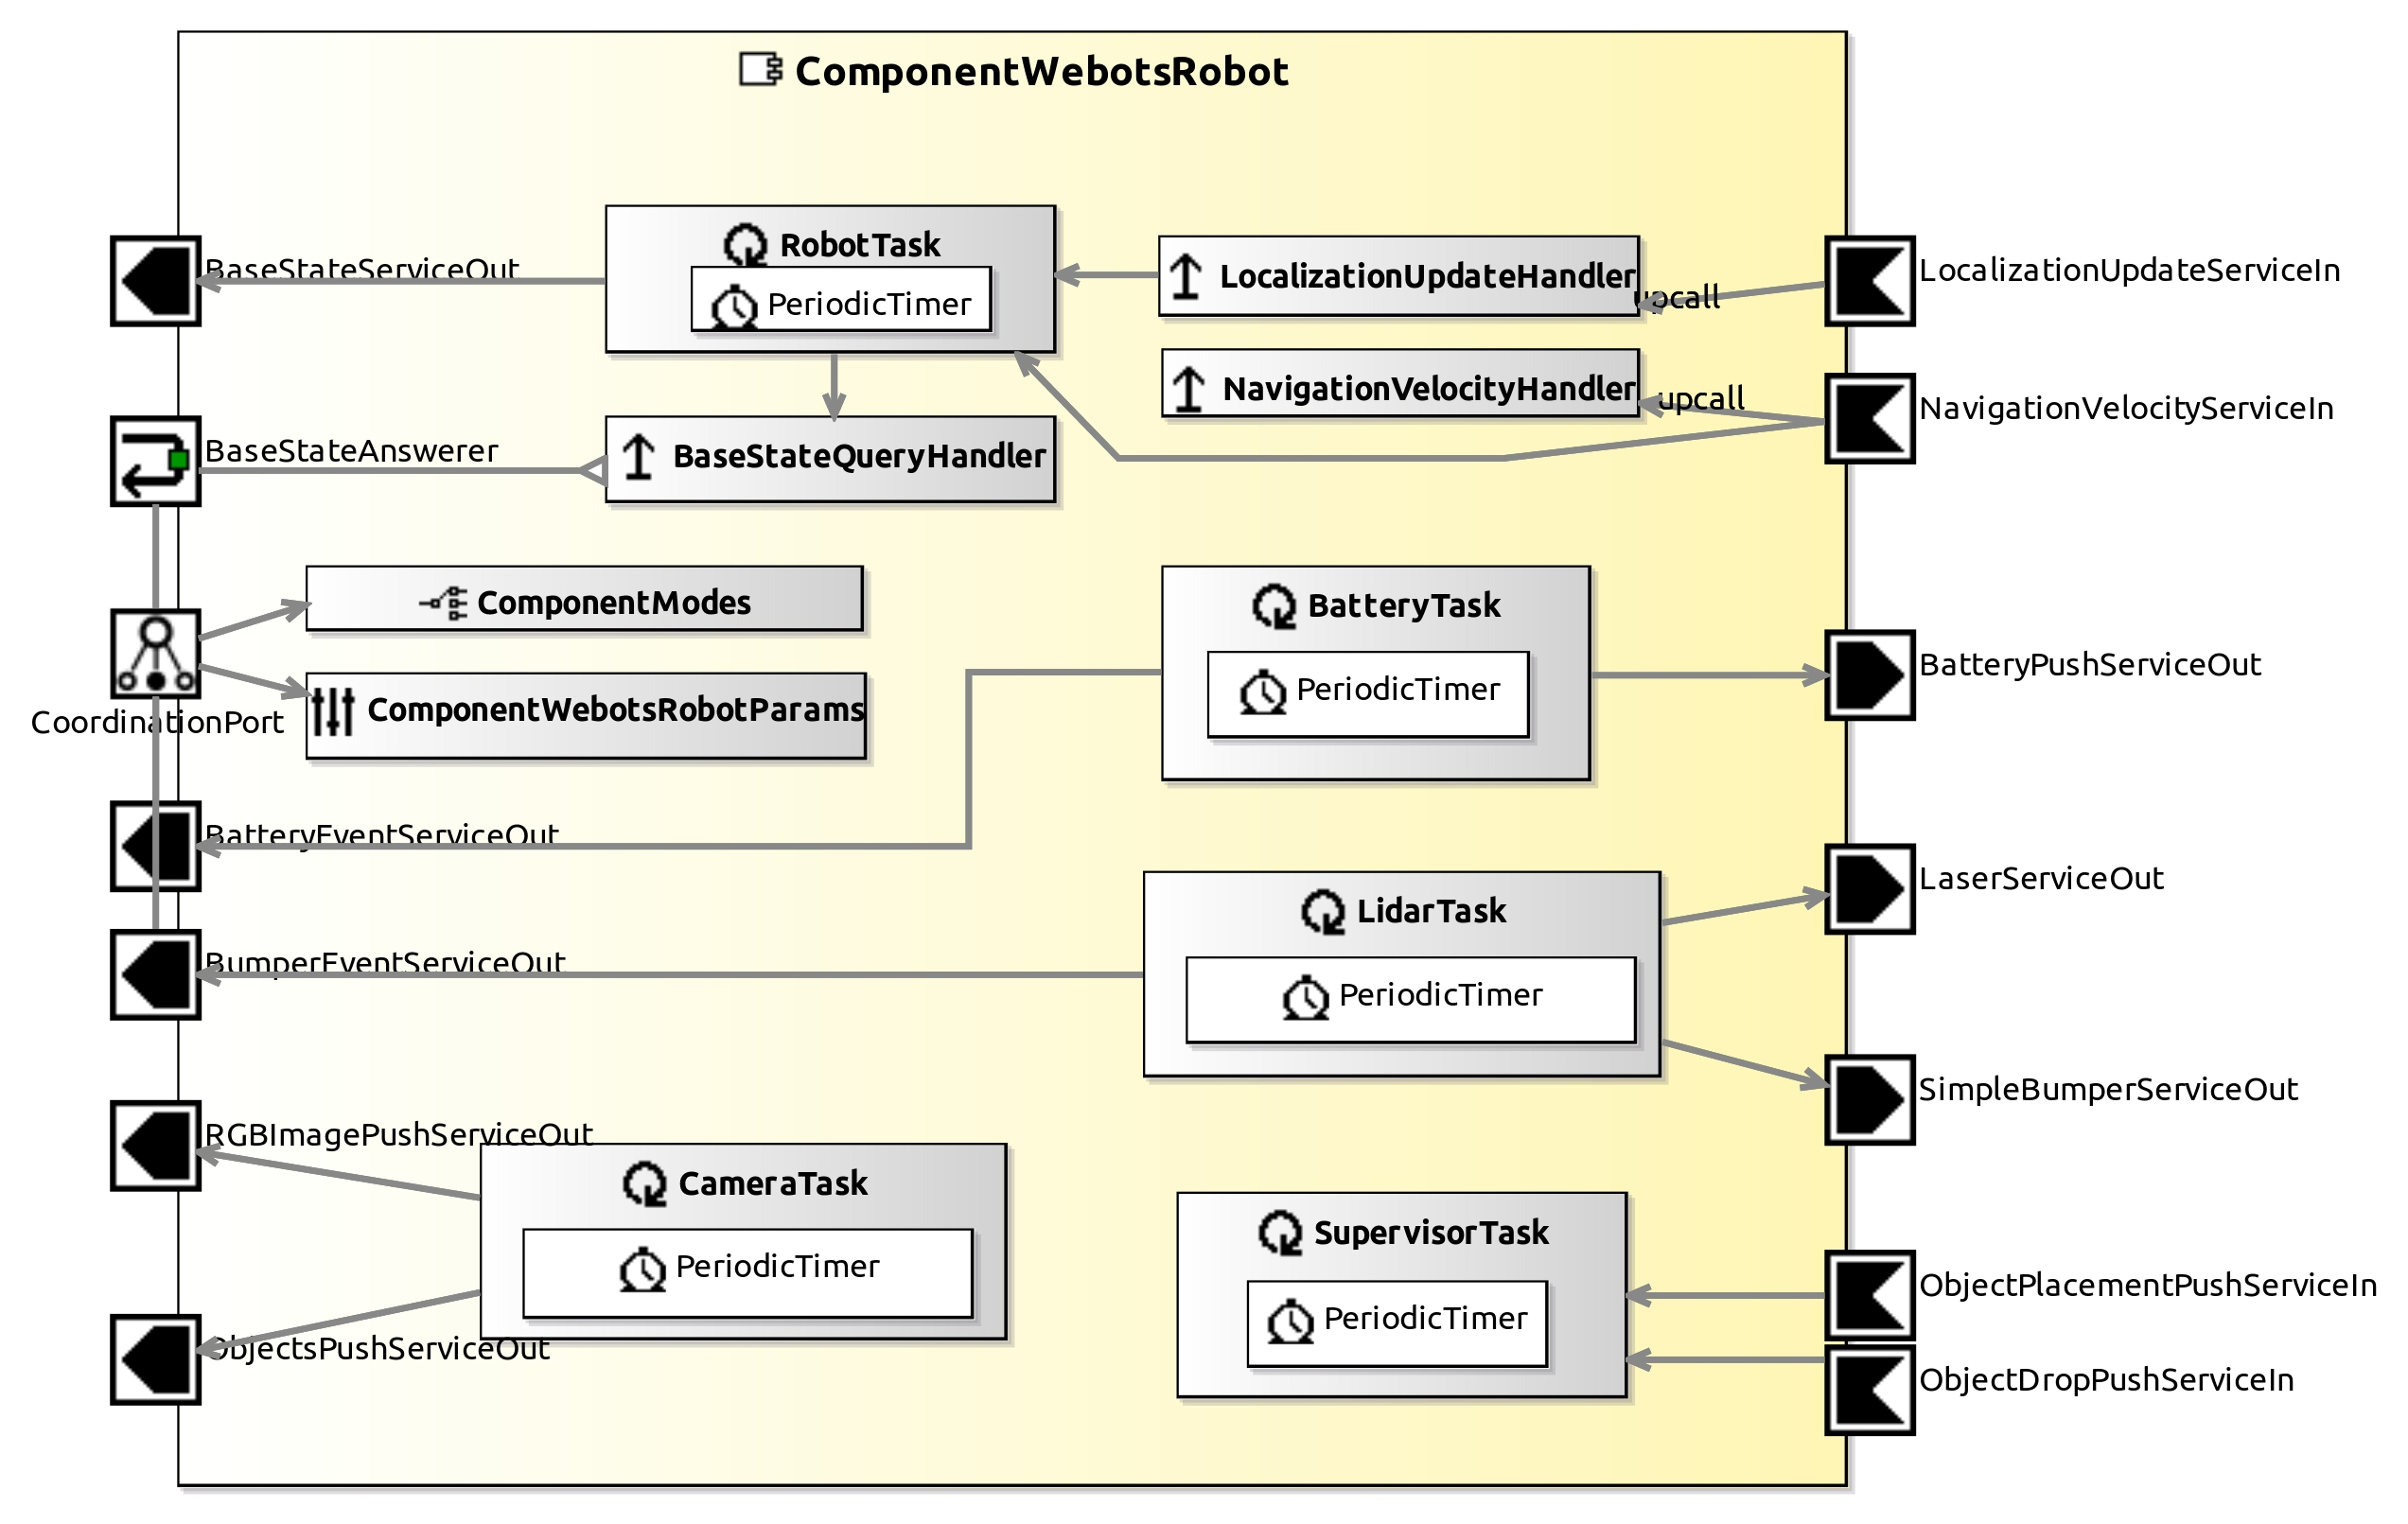 ComponentWebotsRobot
BaseStateServiceOut
RobotTask
PeriodicTimer
LocalizationUpdateHandler
upcall
LocalizationUpdateServiceIn
NavigationVelocityHandler
upcall
NavigationVelocityServiceIn
BaseStateAnswerer
BaseStateQueryHandler
ComponentModes
ComponentWebotsRobotParams
CoordinationPort
BatteryTask
PeriodicTimer
BatteryPushServiceOut
BatteryEventServiceOut
LidarTask
PeriodicTimer
LaserServiceOut
BumperEventServiceOut
SimpleBumperServiceOut
RGBImagePushServiceOut
CameraTask
PeriodicTimer
ObjectsPushServiceOut
SupervisorTask
PeriodicTimer
ObjectPlacementPushServiceIn
ObjectDropPushServiceIn